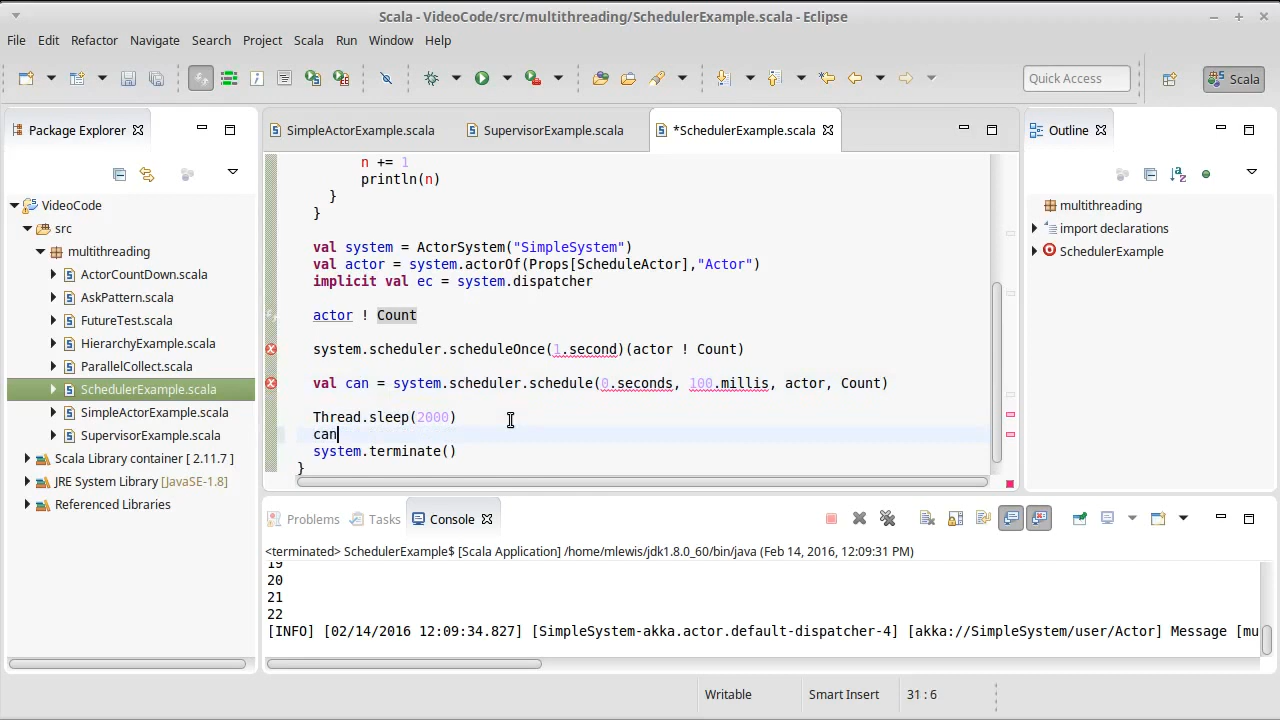 Scala - VideoCode/src/multithreading/SchedulerExample.scala - Eclipse
File Edit Refactor Navigate Search Project Scala Run Window Help
Quick Access
Scala
Package Explorer
SimpleActorExample.scala
SupervisorExample.scala
*SchedulerExample.scala
Outline
VideoCode
src
multithreading
ActorCountDown.scala
AskPattern.scala
FutureTest.scala
HierarchyExample.scala
ParallelCollect.scala
SchedulerExample.scala
SimpleActorExample.scala
SupervisorExample.scala
Scala Library container [ 2.11.7 ]
JRE System Library [JavaSE-1.8]
Referenced Libraries
n += 1
println(n)
}
}
val system = ActorSystem("SimpleSystem")
val actor = system.actorOf(Props[ScheduleActor],"Actor")
implicit val ec = system.dispatcher
actor ! Count
system.scheduler.scheduleOnce(1.second)(actor ! Count)
val can = system.scheduler.schedule(0.seconds, 100.millis, actor, Count)
Thread.sleep(2000)
can
system.terminate()
}
multithreading
import declarations
SchedulerExample
Problems
Tasks
Console
<terminated> SchedulerExample$ [Scala Application] /home/mlewis/jdk1.8.0_60/bin/java (Feb 14, 2016, 12:09:31 PM)
19
20
21
22
[INFO] [02/14/2016 12:09:34.827] [SimpleSystem-akka.actor.default-dispatcher-4] [akka://SimpleSystem/user/Actor] Message [mu
Writable
Smart Insert
31 : 6